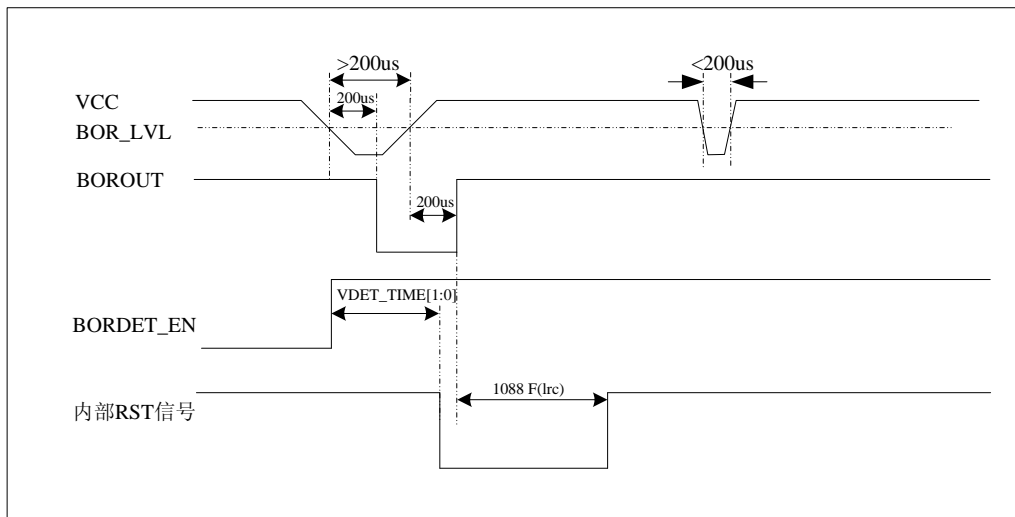 >200us
<200us
200us
VCC
BOR_LVL
BOROUT
200us
VDET_TIME[1:0]
BORDET_EN
1088 F(lrc)
内部RST信号